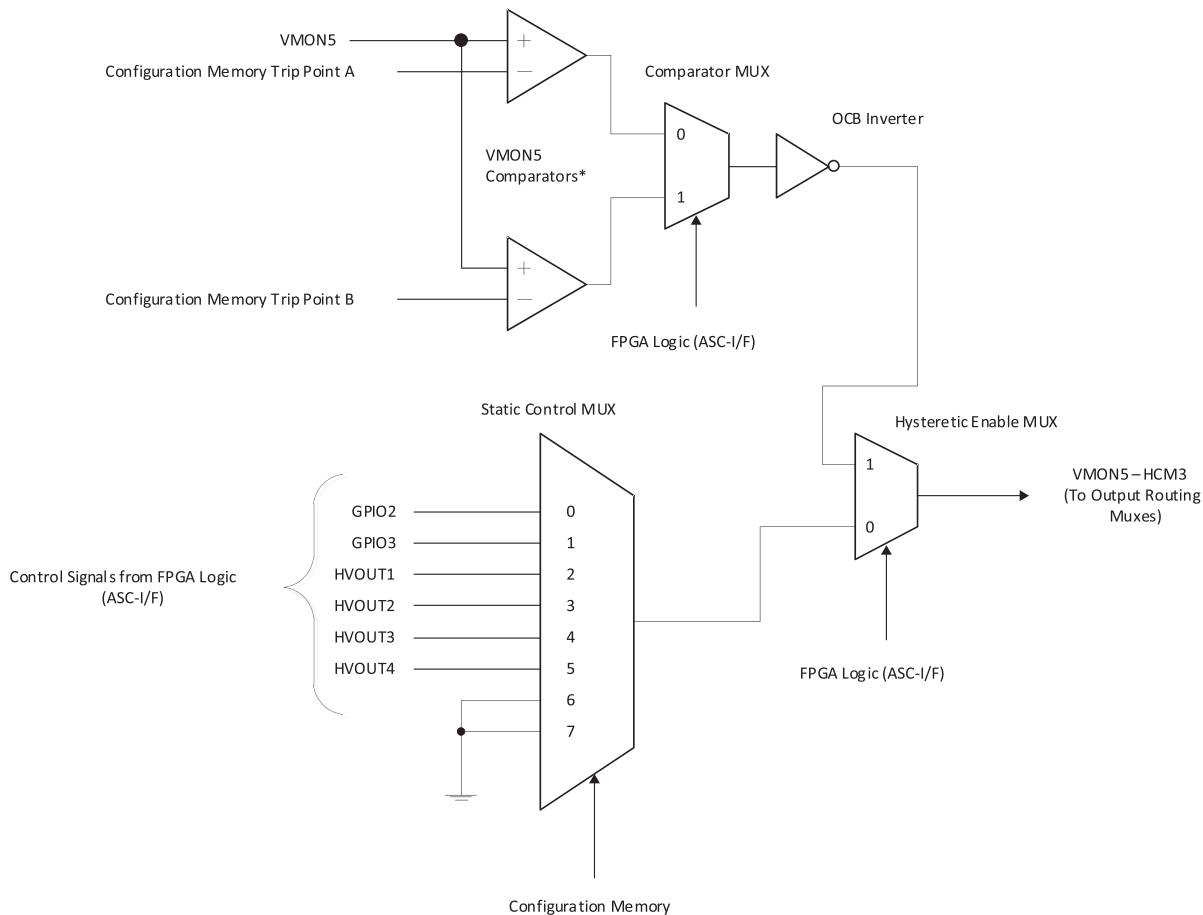 VMON5
+
Configuration Memory Trip Point A
−
Comparator MUX
OCB Inverter
0
VMON5
Comparators*
1
+
Configuration Memory Trip Point B
−
FPGA Logic (ASC-I/F)
Static Control MUX
Hysteretic Enable MUX
1
VMON5–HCM3
(To Output Routing
Muxes)
0
GPIO2
0
GPIO3
1
HVOUT1
2
HVOUT2
3
HVOUT3
4
HVOUT4
5
6
7
Control Signals from FPGA Logic
(ASC-I/F)
FPGA Logic (ASC-I/F)
Configuration Memory